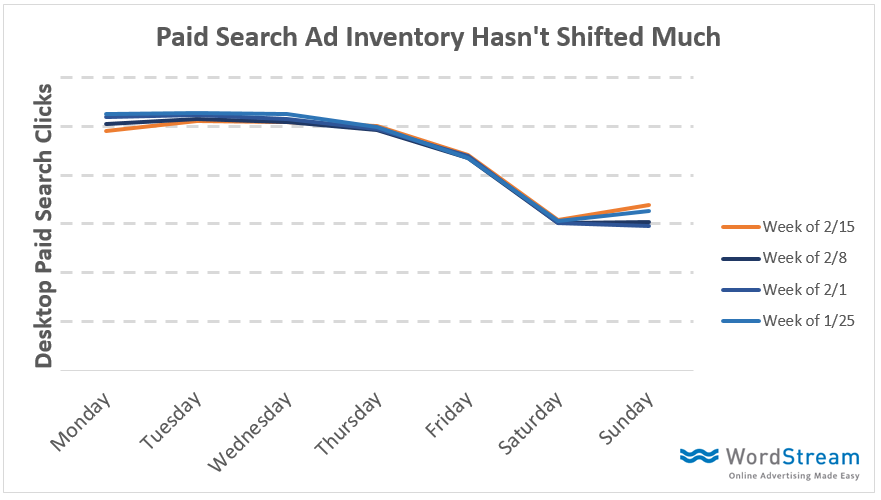 Paid Search Ad Inventory Hasn't Shifted Much
Desktop Paid Search Clicks
Week of 2/15
Week of 2/8
Week of 2/1
Week of 1/25
Monday
Tuesday
Wednesday
Thursday
Friday
Saturday
Sunday
WordStream
Online Advertising Made Easy